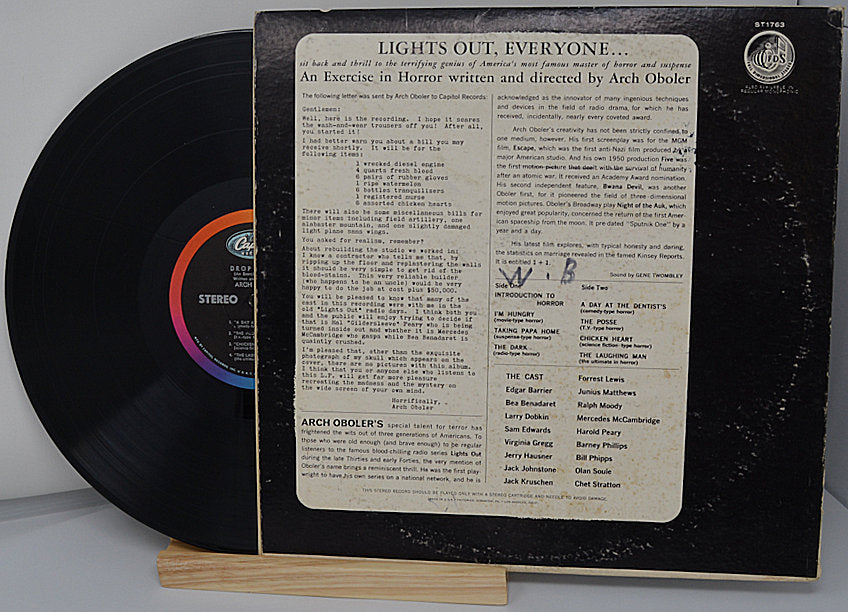 ST1763
ALSO AVAILABLE IN
REGULAR MONOPHONIC
LIGHTS OUT, EVERYONE...
sit back and thrill to the terrifying genius of America's most famous master of horror and suspense
An Exercise in Horror written and directed by Arch Oboler
The following letter was sent by Arch Oboler to Capitol Records:
Gentlemen:
Well, here is the recording. I hope it scares
the wash-and-wear trousers off you! After all,
you started it!
I had better warn you about a bill you may
receive shortly. It will be for the
following items:
1 wrecked diesel engine
4 quarts fresh blood
6 pairs of rubber gloves
1 ripe watermelon
6 bottles tranquilizers
1 registered nurse
6 assorted chicken hearts
There will also be some miscellaneous bills for
minor items including field artillery, one
alabaster mountain, and one slightly damaged
light plane sans wings.
You asked for realism, remember?
About rebuilding the studio we worked in:
I know a contractor who tells me that, by
ripping up the floor and replastering the walls
it should be very simple to get rid of the
blood-stains. This very reliable builder
(who happens to be an uncle) would be very
happy to do the job at cost plus $50,000.
You will be pleased to know that many of the
cast in this recording were with me in the
old "Lights Out" radio days. I think both you
and the public will enjoy trying to decide if
that is Hal "Gildersleeve" Peary who is being
turned inside out and whether it is Mercedes
McCambridge who gasps while Bea Benadaret is
quaintly crushed.
I'm pleased that, other than the exquisite
photograph of my skull which appears on the
cover, there are no pictures with this album.
I think that you or anyone else who listens to
this L.P. will get far more pleasure
recreating the madness and the mystery on
the wide screen of your own mind.
Horrifically,
Arch Oboler
ARCH OBOLER'S special talent for terror has
frightened the wits out of three generations of Americans. To
those who were old enough (and brave enough) to be regular
listeners to the famous blood-chilling radio series Lights Out
during the late Thirties and early Forties, the very mention of
Oboler's name brings a reminiscent thrill. He was the first play-
wright to have his own series on a national network, and he is
acknowledged as the innovator of many ingenious techniques
and devices in the field of radio drama, for which he has
received, incidentally, nearly every coveted award.
Arch Oboler's creativity has not been strictly confined to
one medium, however. His first screenplay was for the MGM
film, Escape, which was the first anti-Nazi film produced
major American studio. And his own 1950 production Five was
the first motion picture that dealt with the survival of humanity
after an atomic war. It received an Academy Award nomination.
His second independent feature, Bwana Devil, was another
Oboler first, for it pioneered the field of three-dimensional
motion pictures. Oboler's Broadway play Night of the Auk, which
enjoyed great popularity, concerned the return of the first Amer-
ican spaceship from the moon. It pre dated "Sputnik One" by a
year and a day.
His latest film explores, with typical honesty and daring,
the statistics on marriage revealed in the famed Kinsey Reports.
It is entitled 1 + 1.
Sound by GENE TWOMBLEY
W. B
Side One
INTRODUCTION TO
HORROR
I'M HUNGRY
(movie-type horror)
TAKING PAPA HOME
(suspense-type horror)
THE DARK
(radio-type horror)
Side Two
A DAY AT THE DENTIST'S
(comedy-type horror)
THE POSSE
(T.V.-type horror)
CHICKEN HEART
(science fiction-type horror)
THE LAUGHING MAN
(the ultimate in horror)
THE CAST
Edgar Barrier
Bea Benadaret
Larry Dobkin
Sam Edwards
Virginia Gregg
Jerry Hausner
Jack Johnstone
Jack Kruschen
Forrest Lewis
Junius Matthews
Ralph Moody
Mercedes McCambridge
Harold Peary
Barney Phillips
Bill Phipps
Olan Soule
Chet Stratton
THIS STEREO RECORD SHOULD BE PLAYED ONLY WITH A STEREO CARTRIDGE AND NEEDLE TO AVOID DAMAGE.
Capi
DROP
ARCH
STEREO